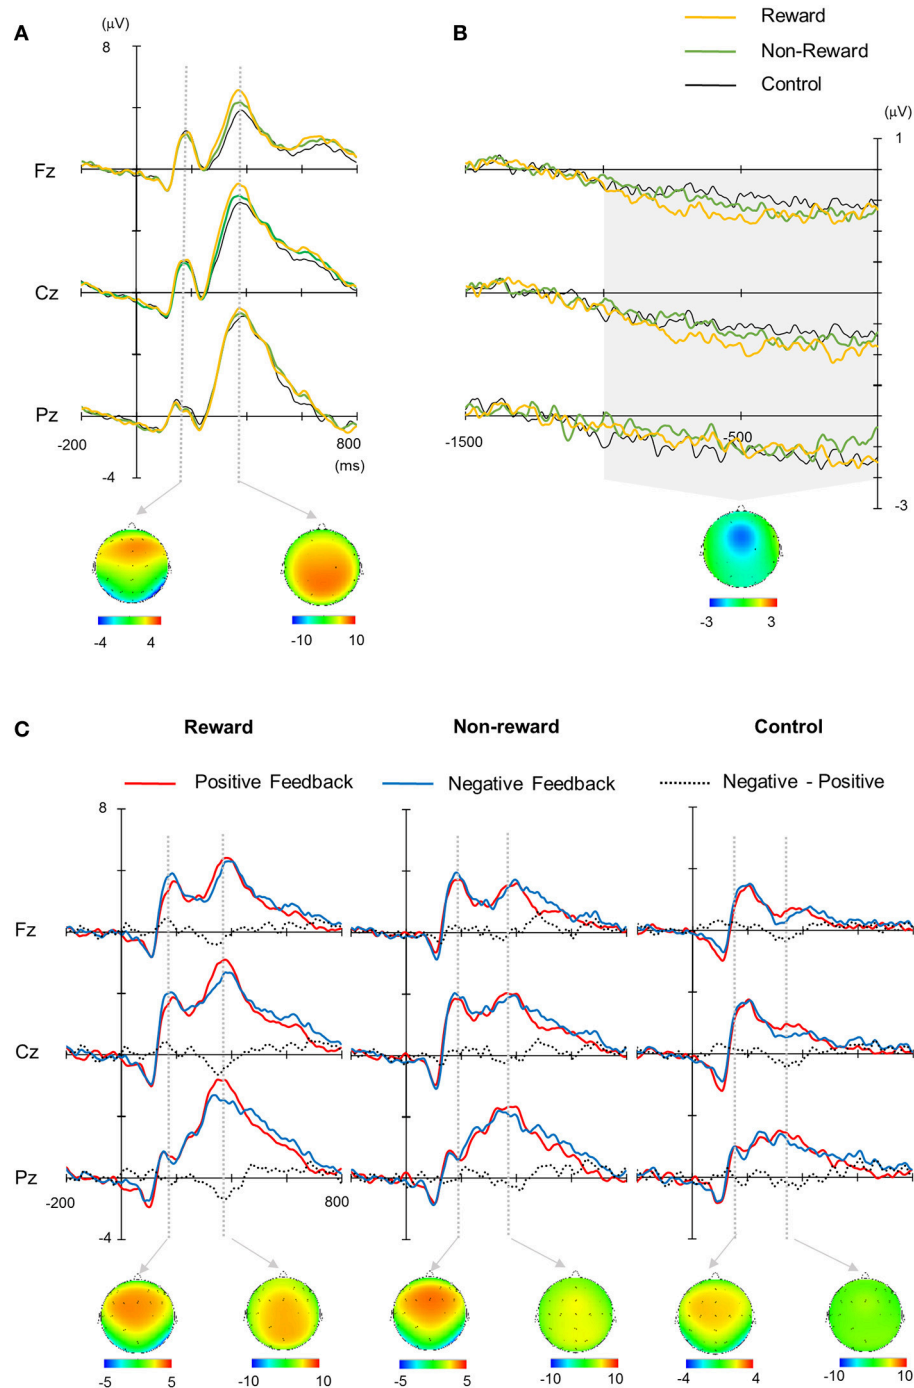 A
(μV)
8
Fz
Cz
Pz
-200
800
(ms)
-4
-4 4
-10 10
B
Reward
Non-Reward
Control
(μV)
1
-1500
-500
-3
-3 3
C
Reward Non-reward Control
Positive Feedback Negative Feedback Negative - Positive
8
Fz
Cz
Pz
-200
800
-4
-5 5
-10 10
-5 5
-10 10
-4 4
-10 10